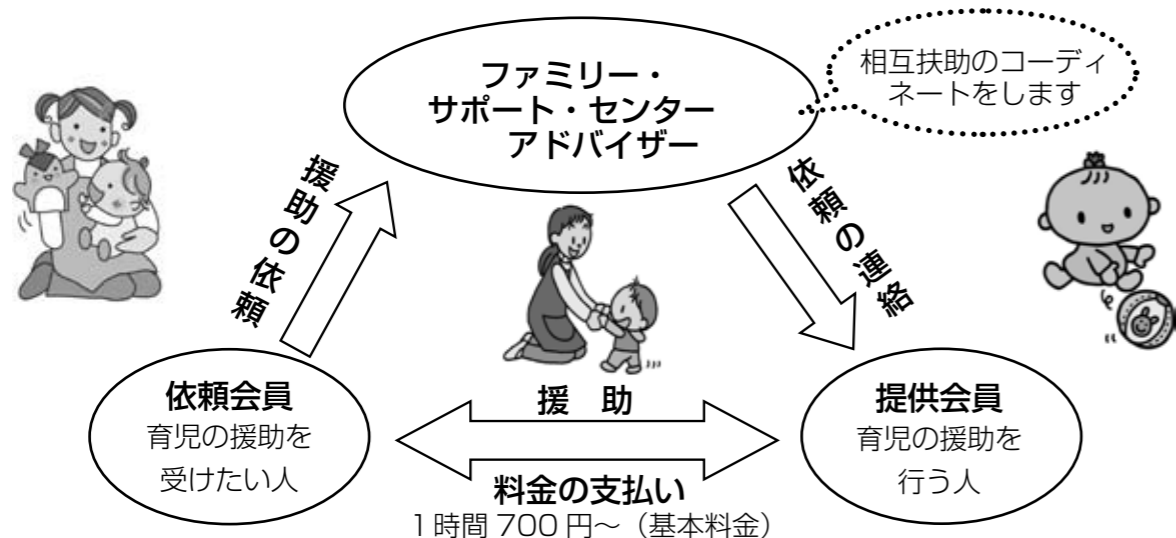 ファミリー・
サポート・センター
アドバイザー
相互扶助のコーディ
ネートをします
援助の依頼
依頼の連絡
依頼会員
育児の援助を
受けたい人
援 助
料金の支払い
1時間 700 円～（基本料金）
提供会員
育児の援助を
行う人